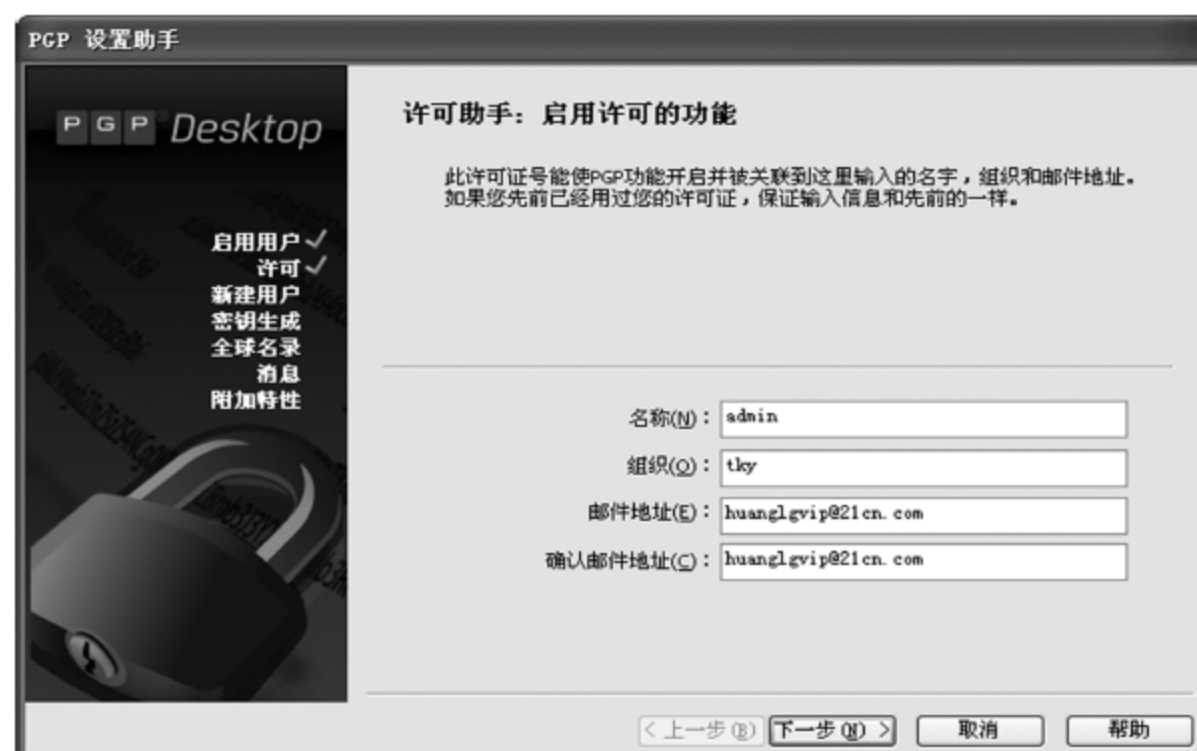 PGP 设置助手
PGP® Desktop
启用用户
许可
新建用户
密钥生成
全球名录
消息
附加特性
许可助手：启用许可的功能
此许可证号能使PGP功能开启并被关联到这里输入的名字，组织和邮件地址。
如果您先前已经用过您的许可证，保证输入信息和先前的一样。
名称(N)： admin
组织(O)： tky
邮件地址(E)： huanglgvip@21cn.com
确认邮件地址(C)： huanglgvip@21cn.com
< 上一步(B) 下一步(N) > 取消 帮助